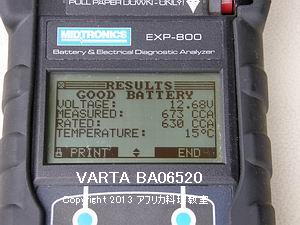 PULL PAPER DOWN - ONLY!
MIDTRONICS EXP-800
Battery & Electrical Diagnostic Analyzer
RESULTS
GOOD BATTERY
VOLTAGE: 12.68V
MEASURED: 673 CCA
RATED: 630 CCA
TEMPERATURE: 15°C
PRINT END
VARTA BA06520
Copyright 2013 アフリカ科理教室